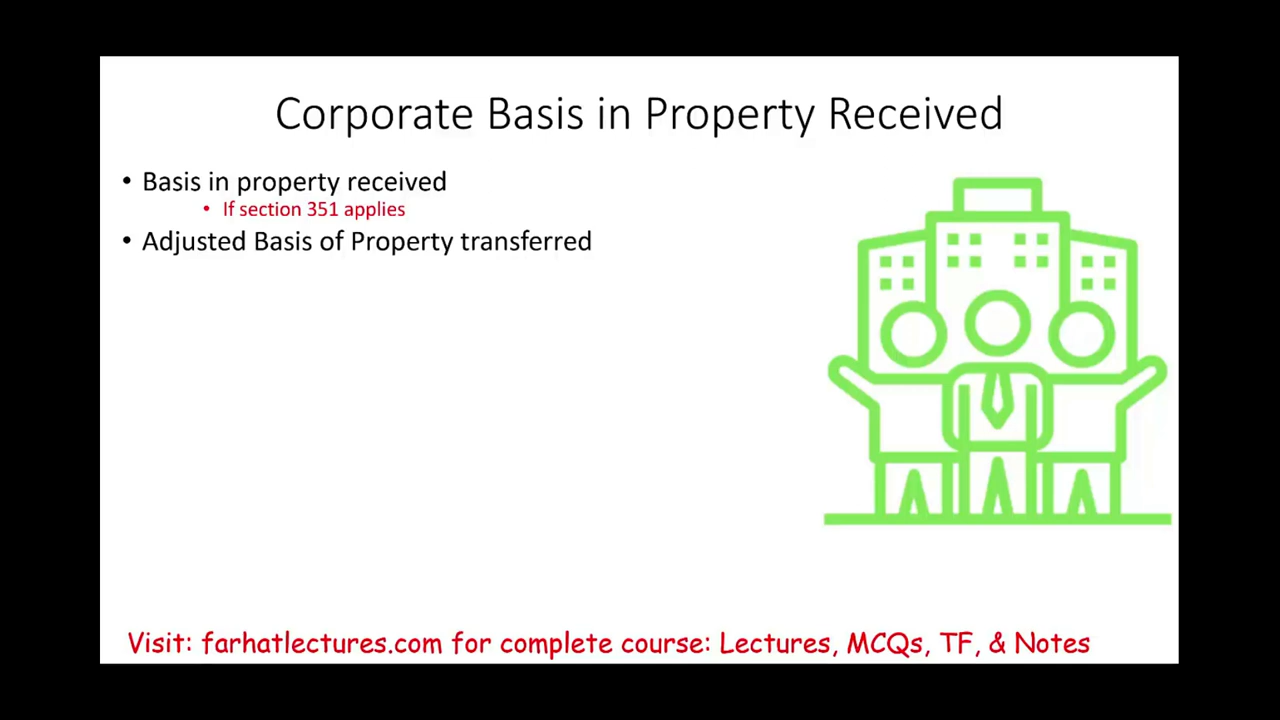 Corporate Basis in Property Received
• Basis in property received
• If section 351 applies
• Adjusted Basis of Property transferred
Visit: farhatlectures.com for complete course: Lectures, MCQs, TF, & Notes